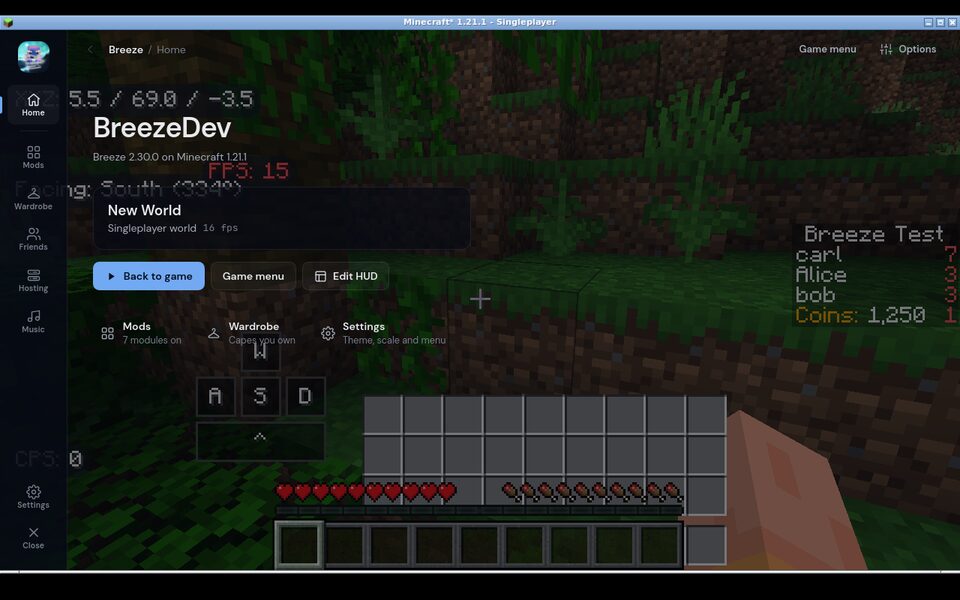 Minecraft* 1.21.1 - Singleplayer
Breeze / Home
Game menu
Options
XYZ: 5.5 / 69.0 / -3.5
Home
BreezeDev
Breeze 2.30.0 on Minecraft 1.21.1
FPS: 15
Mods
Facing: South (334°)
Wardrobe
New World
Singleplayer world 16 fps
Friends
Breeze Test
carl 7
Alice 3
bob 3
Coins: 1,250 1
Hosting
Back to game
Game menu
Edit HUD
Music
Mods
7 modules on
Wardrobe
Capes you own
Settings
Theme, scale and menu
W
A S D
^
CPS: 0
Settings
Close